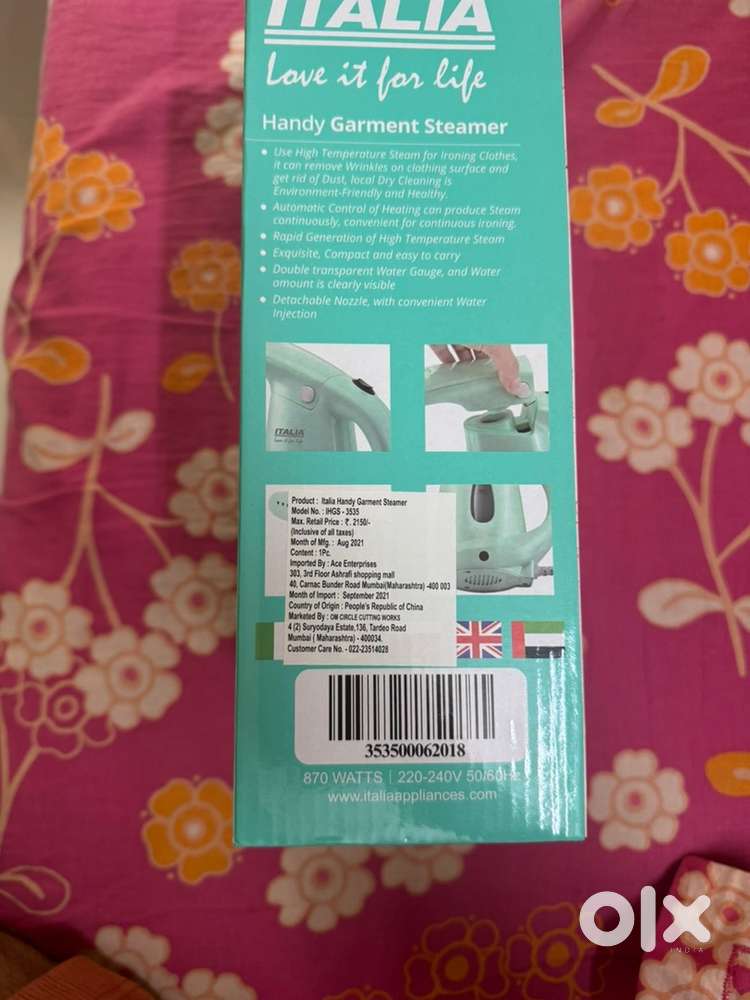 ITALIA
Love it for life
Handy Garment Steamer
• Use High Temperature Steam for Ironing Clothes,
it can remove Wrinkles on clothing surface and
get rid of Dust, local Dry Cleaning is
Environment-Friendly and Healthy.
• Automatic Control of Heating can produce Steam
continuously, convenient for continuous ironing.
• Rapid Generation of High Temperature Steam
• Exquisite, Compact and easy to carry
• Double transparent Water Gauge, and Water
amount is clearly visible
• Detachable Nozzle, with convenient Water
Injection
ITALIA
Love it for life
Product : Italia Handy Garment Steamer
Model No. : IHGS - 3535
Max. Retail Price : ₹. 2150/-
(Inclusive of all taxes)
Month of Mfg. : Aug 2021
Content : 1Pc.
Imported By : Ace Enterprises
303, 3rd Floor Ashrafi shopping mall
40, Carnac Bunder Road Mumbai(Maharashtra) -400 003
Month of Import : September 2021
Country of Origin : People's Republic of China
Marketed By : OM CIRCLE CUTTING WORKS
4 (2) Suryodaya Estate,136, Tardeo Road
Mumbai ( Maharashtra) - 400034.
Customer Care No. - 022-23514028
353500062018
870 WATTS | 220-240V 50/60Hz
www.italiaappliances.com
olx
INDIA